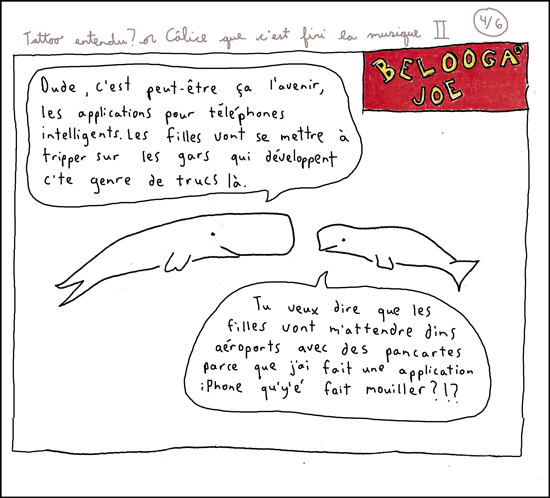 Tattoo entendu? ou Câlice que c'est fini la musique II
4/6
BELOOGA
JOE
Dude, c'est peut-être ça l'avenir,
les applications pour téléphones
intelligents. Les filles vont se mettre à
tripper sur les gars qui développent
c'te genre de trucs là.
Tu veux dire que les
filles vont m'attendre dins
aéroports avec des pancartes
parce que j'ai fait une application
iPhone qu'y'é fait mouiller?!?